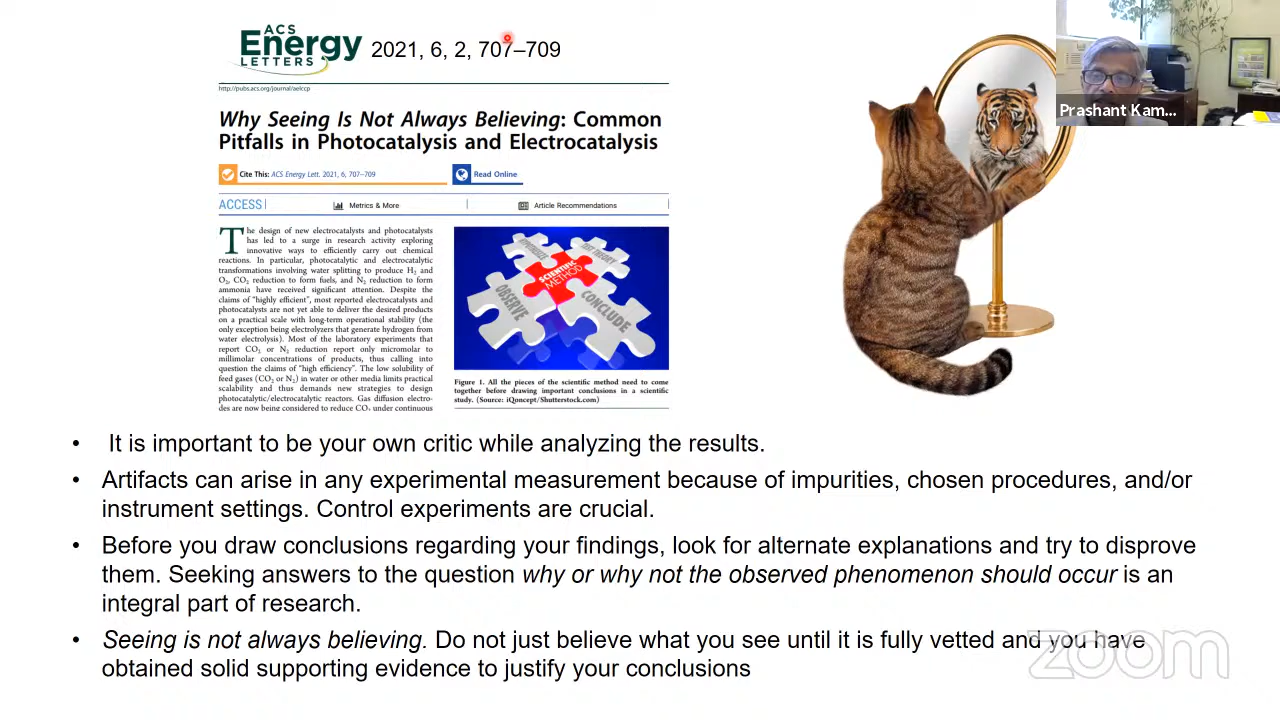 ACS
Energy
LETTERS
2021, 6, 2, 707–709
http://pubs.acs.org/journal/aelccp
Prashant Kam...
Why Seeing Is Not Always Believing: Common
Pitfalls in Photocatalysis and Electrocatalysis
Cite This: ACS Energy Lett. 2021, 6, 707–709
Read Online
ACCESS
Metrics & More
Article Recommendations
The design of new electrocatalysts and photocatalysts
has led to a surge in research activity exploring
innovative ways to efficiently carry out chemical
reactions. In particular, photocatalytic and electrocatalytic
transformations involving water splitting to produce H₂ and
O₂, CO₂ reduction to form fuels, and N₂ reduction to form
ammonia have received significant attention. Despite the
claims of “highly efficient”, most reported electrocatalysts and
photocatalysts are not yet able to deliver the desired products
on a practical scale with long-term operational stability (the
only exception being electrolyzers that generate hydrogen from
water electrolysis). Most of the laboratory experiments that
report CO₂ or N₂ reduction report only micromolar to
millimolar concentrations of products, thus calling into
question the claims of “high efficiency”. The low solubility of
feed gases (CO₂ or N₂) in water or other media limits practical
scalability and thus demands new strategies to design
photocatalytic/electrocatalytic reactors. Gas diffusion electro-
des are now being considered to reduce CO₂ under continuous
SCIENTIFIC
METHOD
OBSERVE
CONCLUDE
Figure 1. All the pieces of the scientific method need to come
together before drawing important conclusions in a scientific
study. (Source: iQoncept/Shutterstock.com)
• It is important to be your own critic while analyzing the results.
• Artifacts can arise in any experimental measurement because of impurities, chosen procedures, and/or
instrument settings. Control experiments are crucial.
• Before you draw conclusions regarding your findings, look for alternate explanations and try to disprove
them. Seeking answers to the question why or why not the observed phenomenon should occur is an
integral part of research.
• Seeing is not always believing. Do not just believe what you see until it is fully vetted and you have
obtained solid supporting evidence to justify your conclusions
zoom